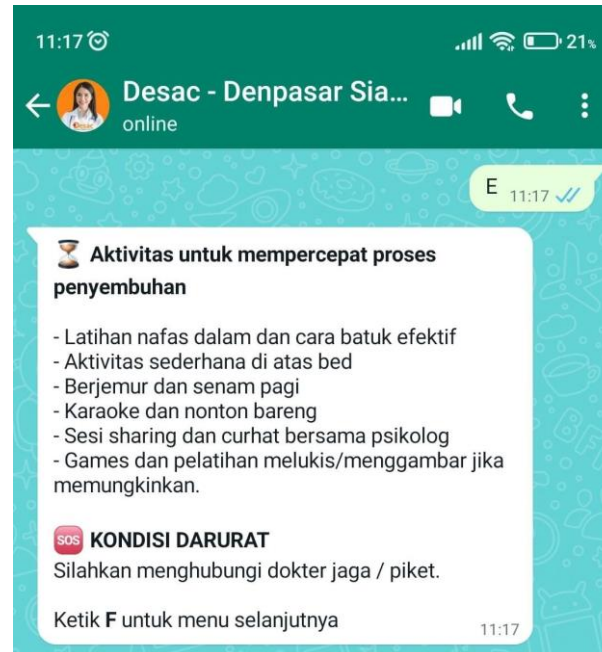 11:17
21%
Desac - Denpasar Sia...
online
E 11:17
Aktivitas untuk mempercepat proses
penyembuhan
- Latihan nafas dalam dan cara batuk efektif
- Aktivitas sederhana di atas bed
- Berjemur dan senam pagi
- Karaoke dan nonton bareng
- Sesi sharing dan curhat bersama psikolog
- Games dan pelatihan melukis/menggambar jika
memungkinkan.
SOS KONDISI DARURAT
Silahkan menghubungi dokter jaga / piket.
Ketik F untuk menu selanjutnya
11:17